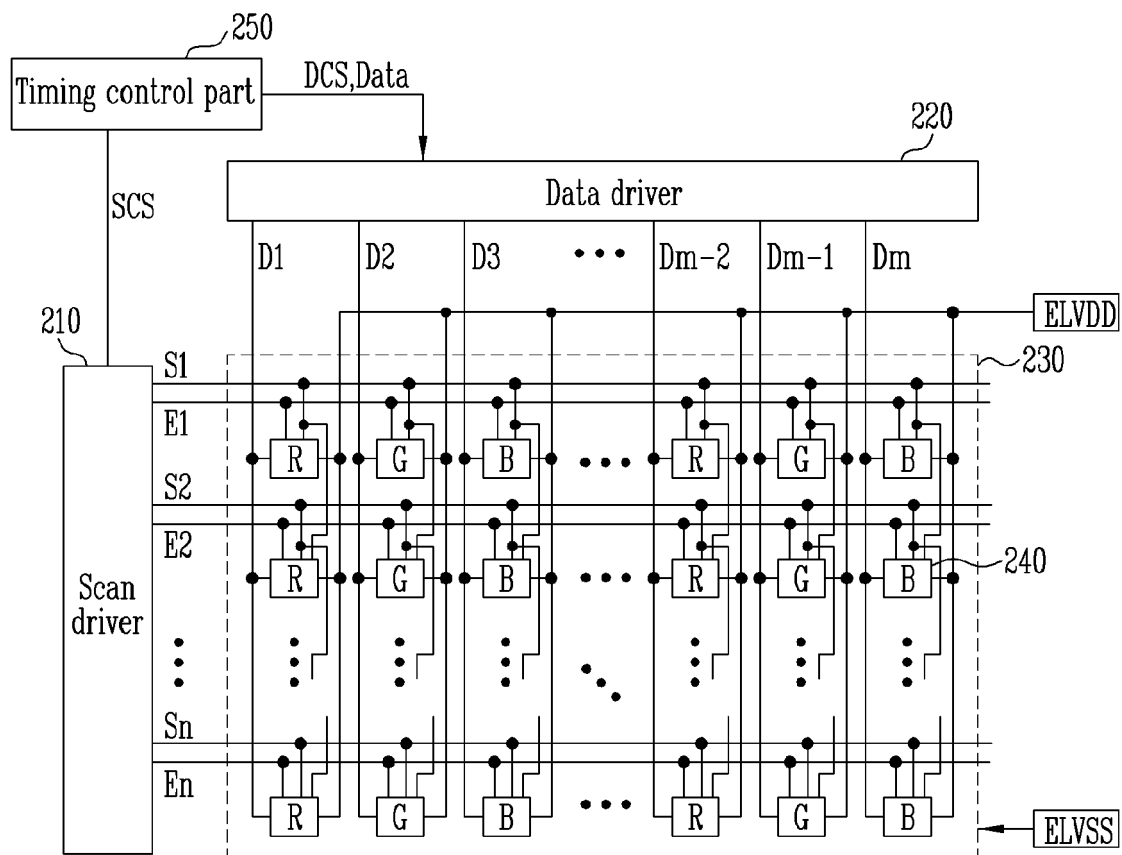 250
Timing control part
DCS,Data
220
Data driver
SCS
D1 D2 D3 Dm-2 Dm-1 Dm
ELVDD
210
230
S1
E1
R G B R G B
S2
E2
R G B R G B
240
Scan
driver
Sn
En
R G B R G B
ELVSS